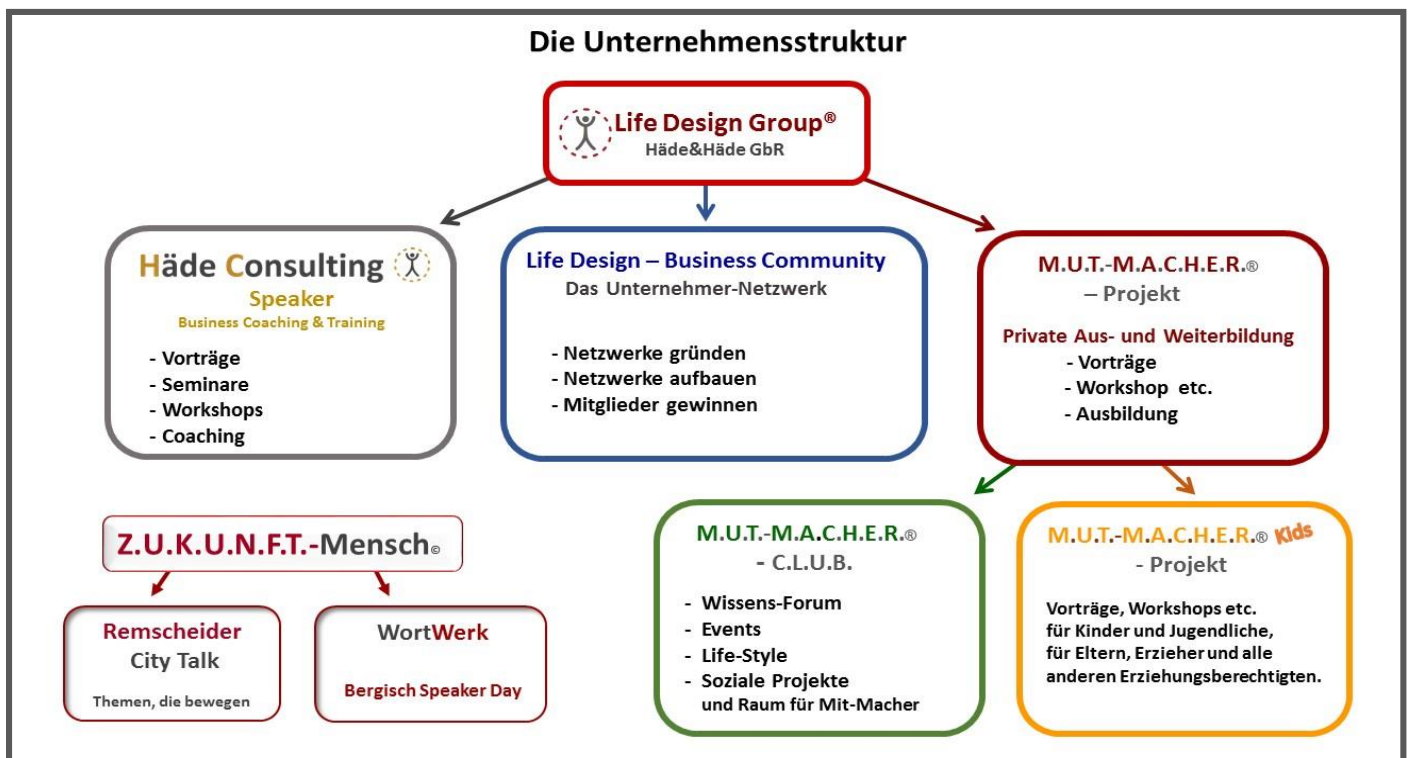 Die Unternehmensstruktur
Life Design Group®
Häde&Häde GbR
Häde Consulting
Speaker
Business Coaching & Training
- Vorträge
- Seminare
- Workshops
- Coaching
Life Design – Business Community
Das Unternehmer-Netzwerk
- Netzwerke gründen
- Netzwerke aufbauen
- Mitglieder gewinnen
M.U.T.-M.A.C.H.E.R.®
– Projekt
Private Aus- und Weiterbildung
- Vorträge
- Workshop etc.
- Ausbildung
Z.U.K.U.N.F.T.-Mensch©
Remscheider
City Talk
Themen, die bewegen
WortWerk
Bergisch Speaker Day
M.U.T.-M.A.C.H.E.R.®
- C.L.U.B.
- Wissens-Forum
- Events
- Life-Style
- Soziale Projekte
und Raum für Mit-Macher
M.U.T.-M.A.C.H.E.R.® Kids
- Projekt
Vorträge, Workshops etc.
für Kinder und Jugendliche,
für Eltern, Erzieher und alle
anderen Erziehungsberechtigten.